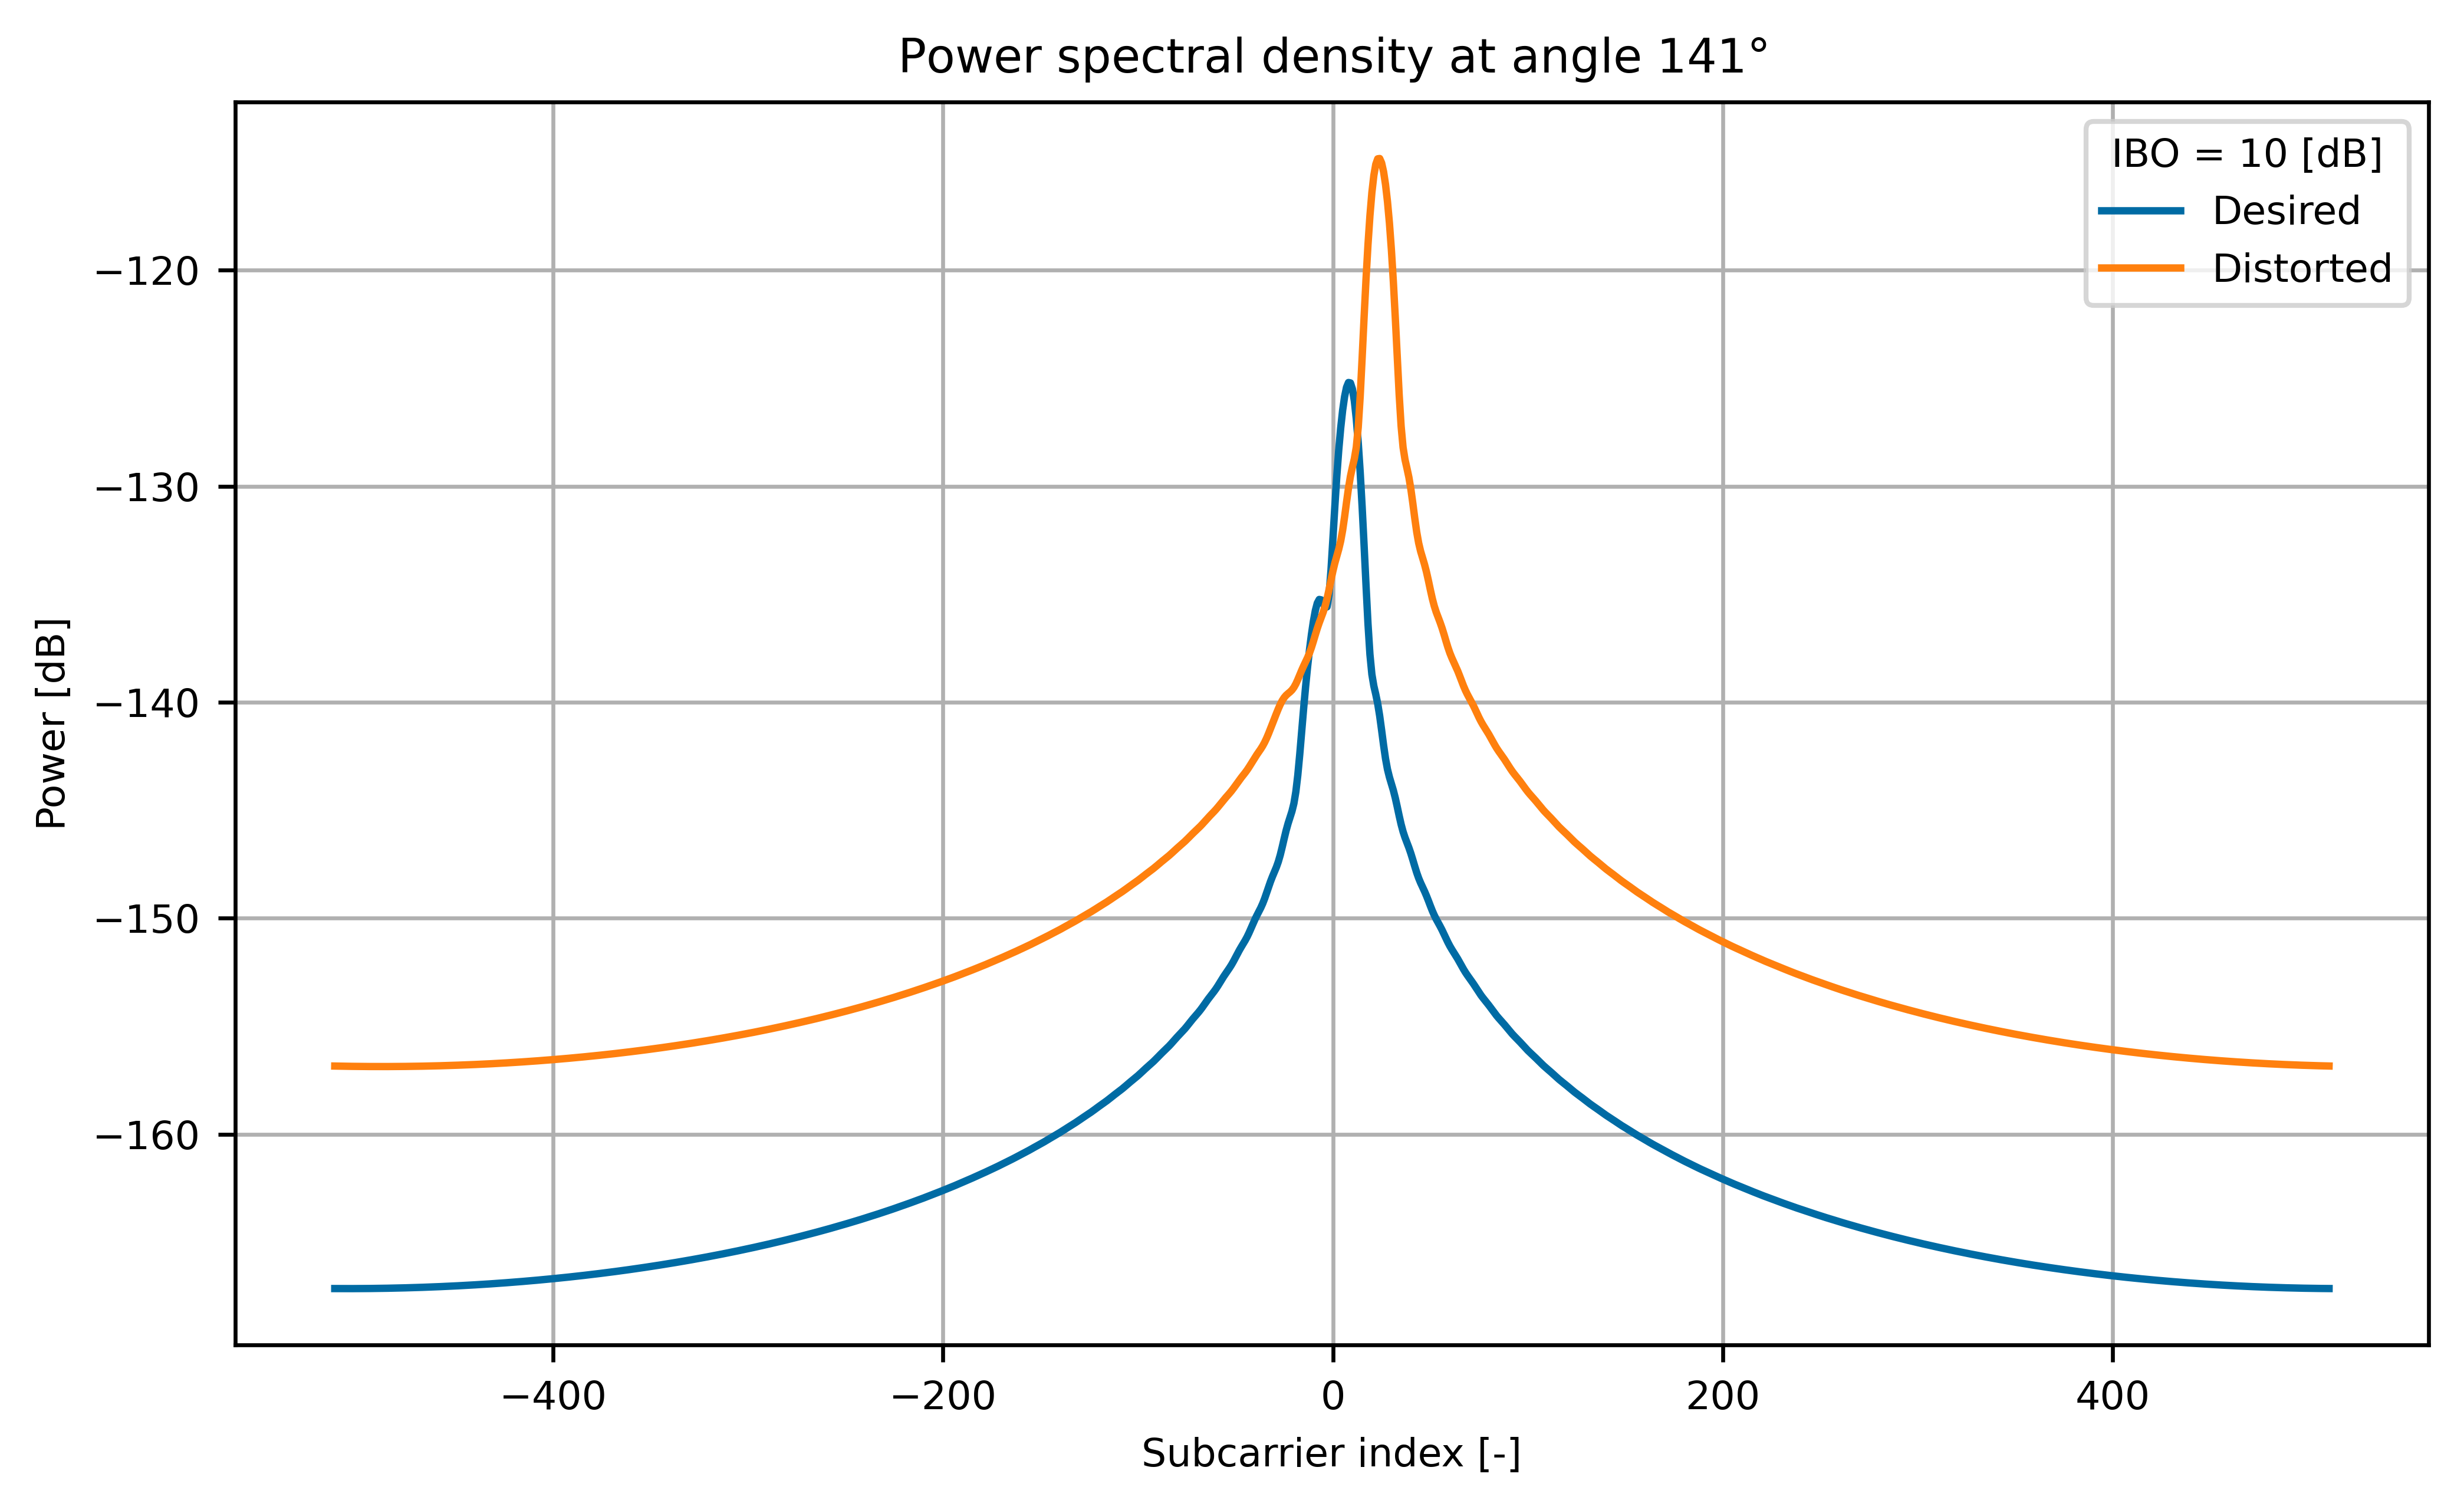 Power spectral density at angle 141°
IBO = 10 [dB]
Desired
Distorted
Power [dB]
−120
−130
−140
−150
−160
−400
−200
0
200
400
Subcarrier index [-]